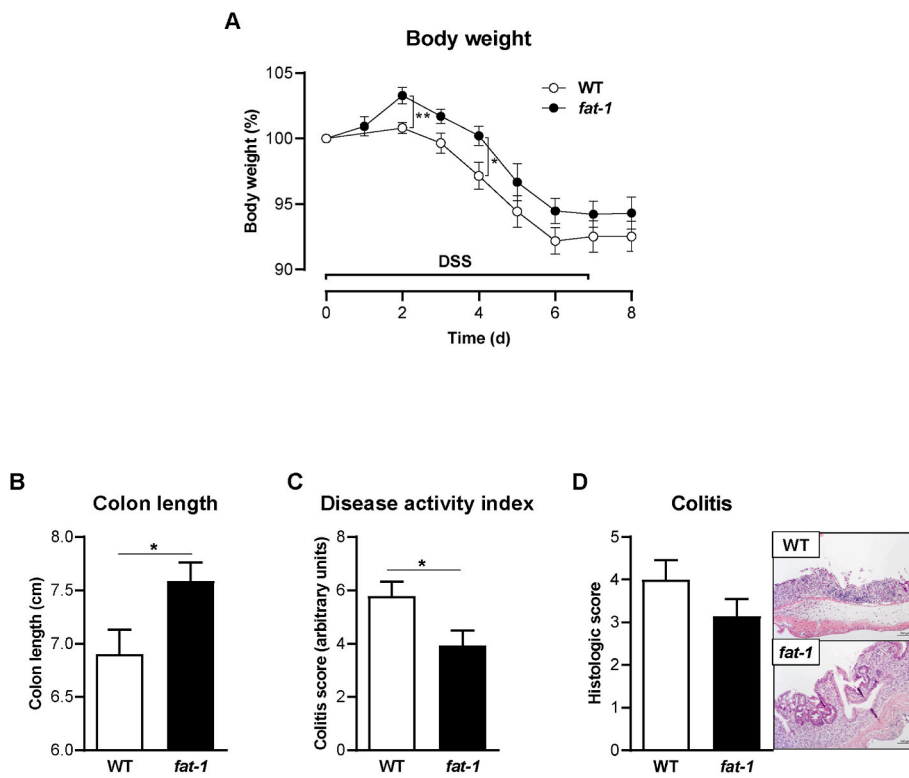 A
Body weight
Body weight (%)
105
100
95
90
WT
fat-1
**
*
DSS
0 2 4 6 8
Time (d)
B
Colon length
Colon length (cm)
8.0
7.5
7.0
6.5
6.0
*
WT fat-1
C
Disease activity index
Colitis score (arbitrary units)
8
6
4
2
0
*
WT fat-1
D
Colitis
Histologic score
5
4
3
2
1
0
WT fat-1
WT
fat-1